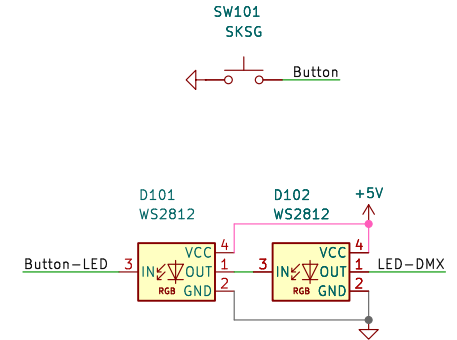 SW101
SKSG
Button
D101
WS2812
D102
WS2812
+5V
Button-LED
3
IN
RGB
VCC
OUT
GND
4
1
2
3
IN
RGB
VCC
OUT
GND
4
1
2
LED-DMX